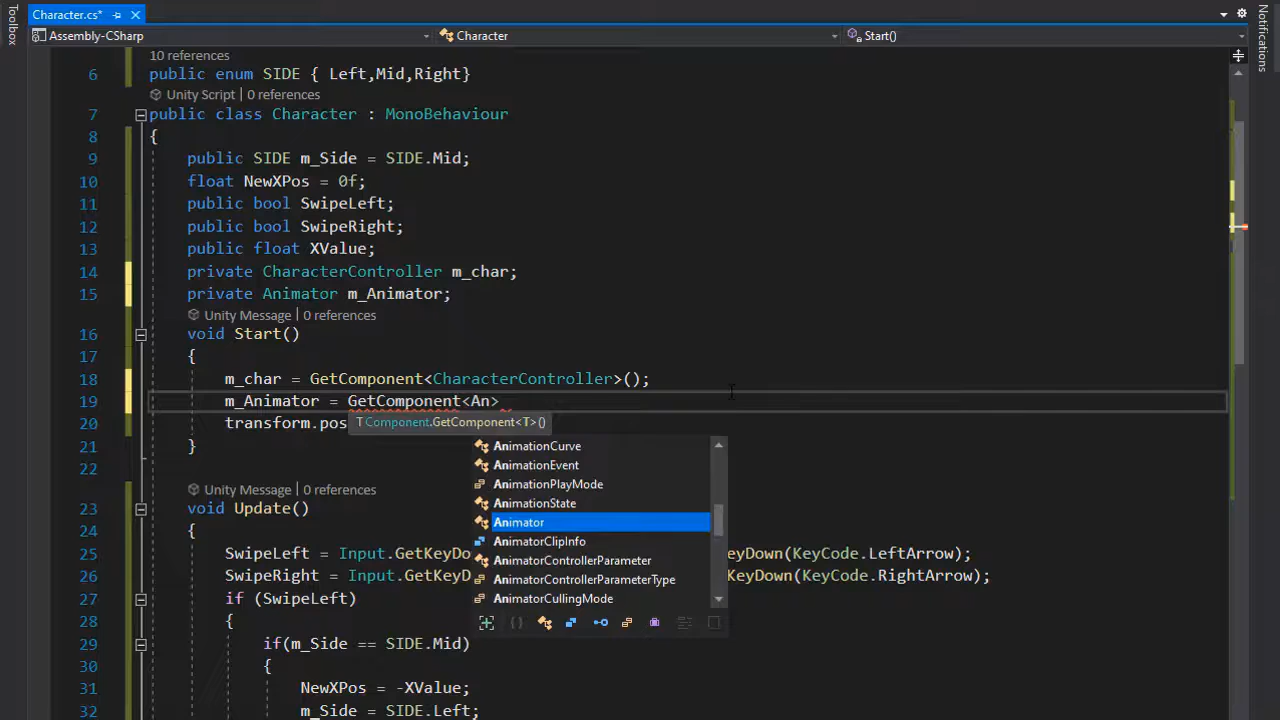 Toolbox
Character.cs*
Notifications
Assembly-CSharp
Character
Start()
10 references
6 public enum SIDE { Left,Mid,Right}
Unity Script | 0 references
7 public class Character : MonoBehaviour
8 {
9 public SIDE m_Side = SIDE.Mid;
10 float NewXPos = 0f;
11 public bool SwipeLeft;
12 public bool SwipeRight;
13 public float XValue;
14 private CharacterController m_char;
15 private Animator m_Animator;
Unity Message | 0 references
16 void Start()
17 {
18 m_char = GetComponent<CharacterController>();
19 m_Animator = GetComponent<An>
20 transform.pos
T Component.GetComponent<T>()
21 }
22
AnimationCurve
AnimationEvent
AnimationPlayMode
AnimationState
Animator
AnimatorClipInfo
AnimatorControllerParameter
AnimatorControllerParameterType
AnimatorCullingMode
Unity Message | 0 references
23 void Update()
24 {
25 SwipeLeft = Input.GetKeyDo eyDown(KeyCode.LeftArrow);
26 SwipeRight = Input.GetKeyD KeyDown(KeyCode.RightArrow);
27 if (SwipeLeft)
28 {
29 if(m_Side == SIDE.Mid)
30 {
31 NewXPos = -XValue;
32 m_Side = SIDE.Left;